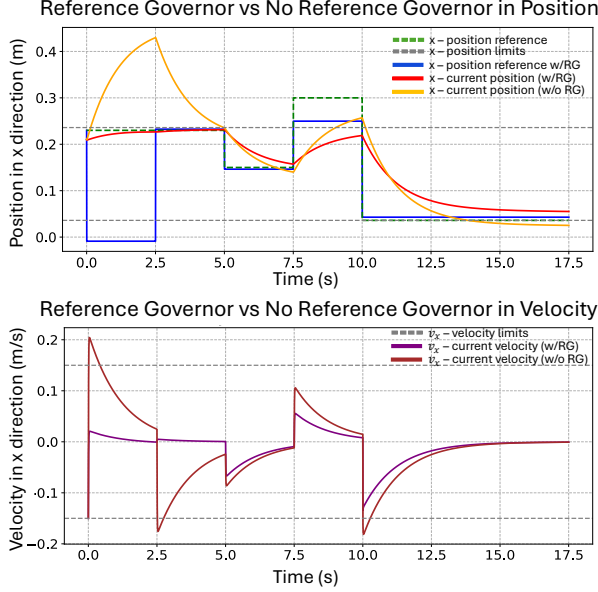 Reference Governor vs No Reference Governor in Position
Position in x direction (m)
0.4
0.3
0.2
0.1
0.0
x – position reference
x – position limits
x – position reference w/RG
x – current position (w/RG)
x – current position (w/o RG)
0.0 2.5 5.0 7.5 10.0 12.5 15.0 17.5
Time (s)
Reference Governor vs No Reference Governor in Velocity
Velocity in x direction (m/s)
0.2
0.1
0.0
−0.1
−0.2
vₓ – velocity limits
vₓ – current velocity (w/RG)
vₓ – current velocity (w/o RG)
0.0 2.5 5.0 7.5 10.0 12.5 15.0 17.5
Time (s)